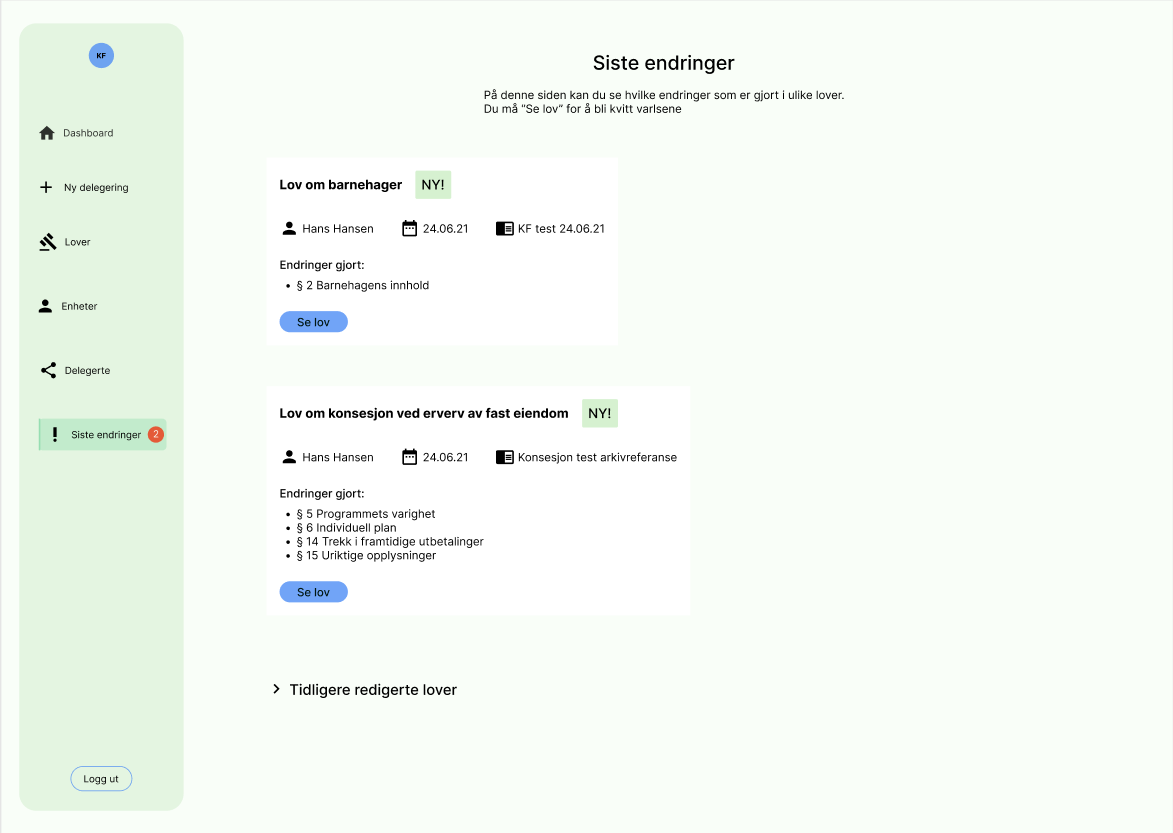 KF
Dashboard
Ny delegering
Lover
Enheter
Delegerte
Siste endringer 2
Logg ut
Siste endringer
På denne siden kan du se hvilke endringer som er gjort i ulike lover.
Du må “Se lov” for å bli kvitt varlsene
Lov om barnehager NY!
Hans Hansen 24.06.21 KF test 24.06.21
Endringer gjort:
• § 2 Barnehagens innhold
Se lov
Lov om konsesjon ved erverv av fast eiendom NY!
Hans Hansen 24.06.21 Konsesjon test arkivreferanse
Endringer gjort:
• § 5 Programmets varighet
• § 6 Individuell plan
• § 14 Trekk i framtidige utbetalinger
• § 15 Uriktige opplysninger
Se lov
Tidligere redigerte lover